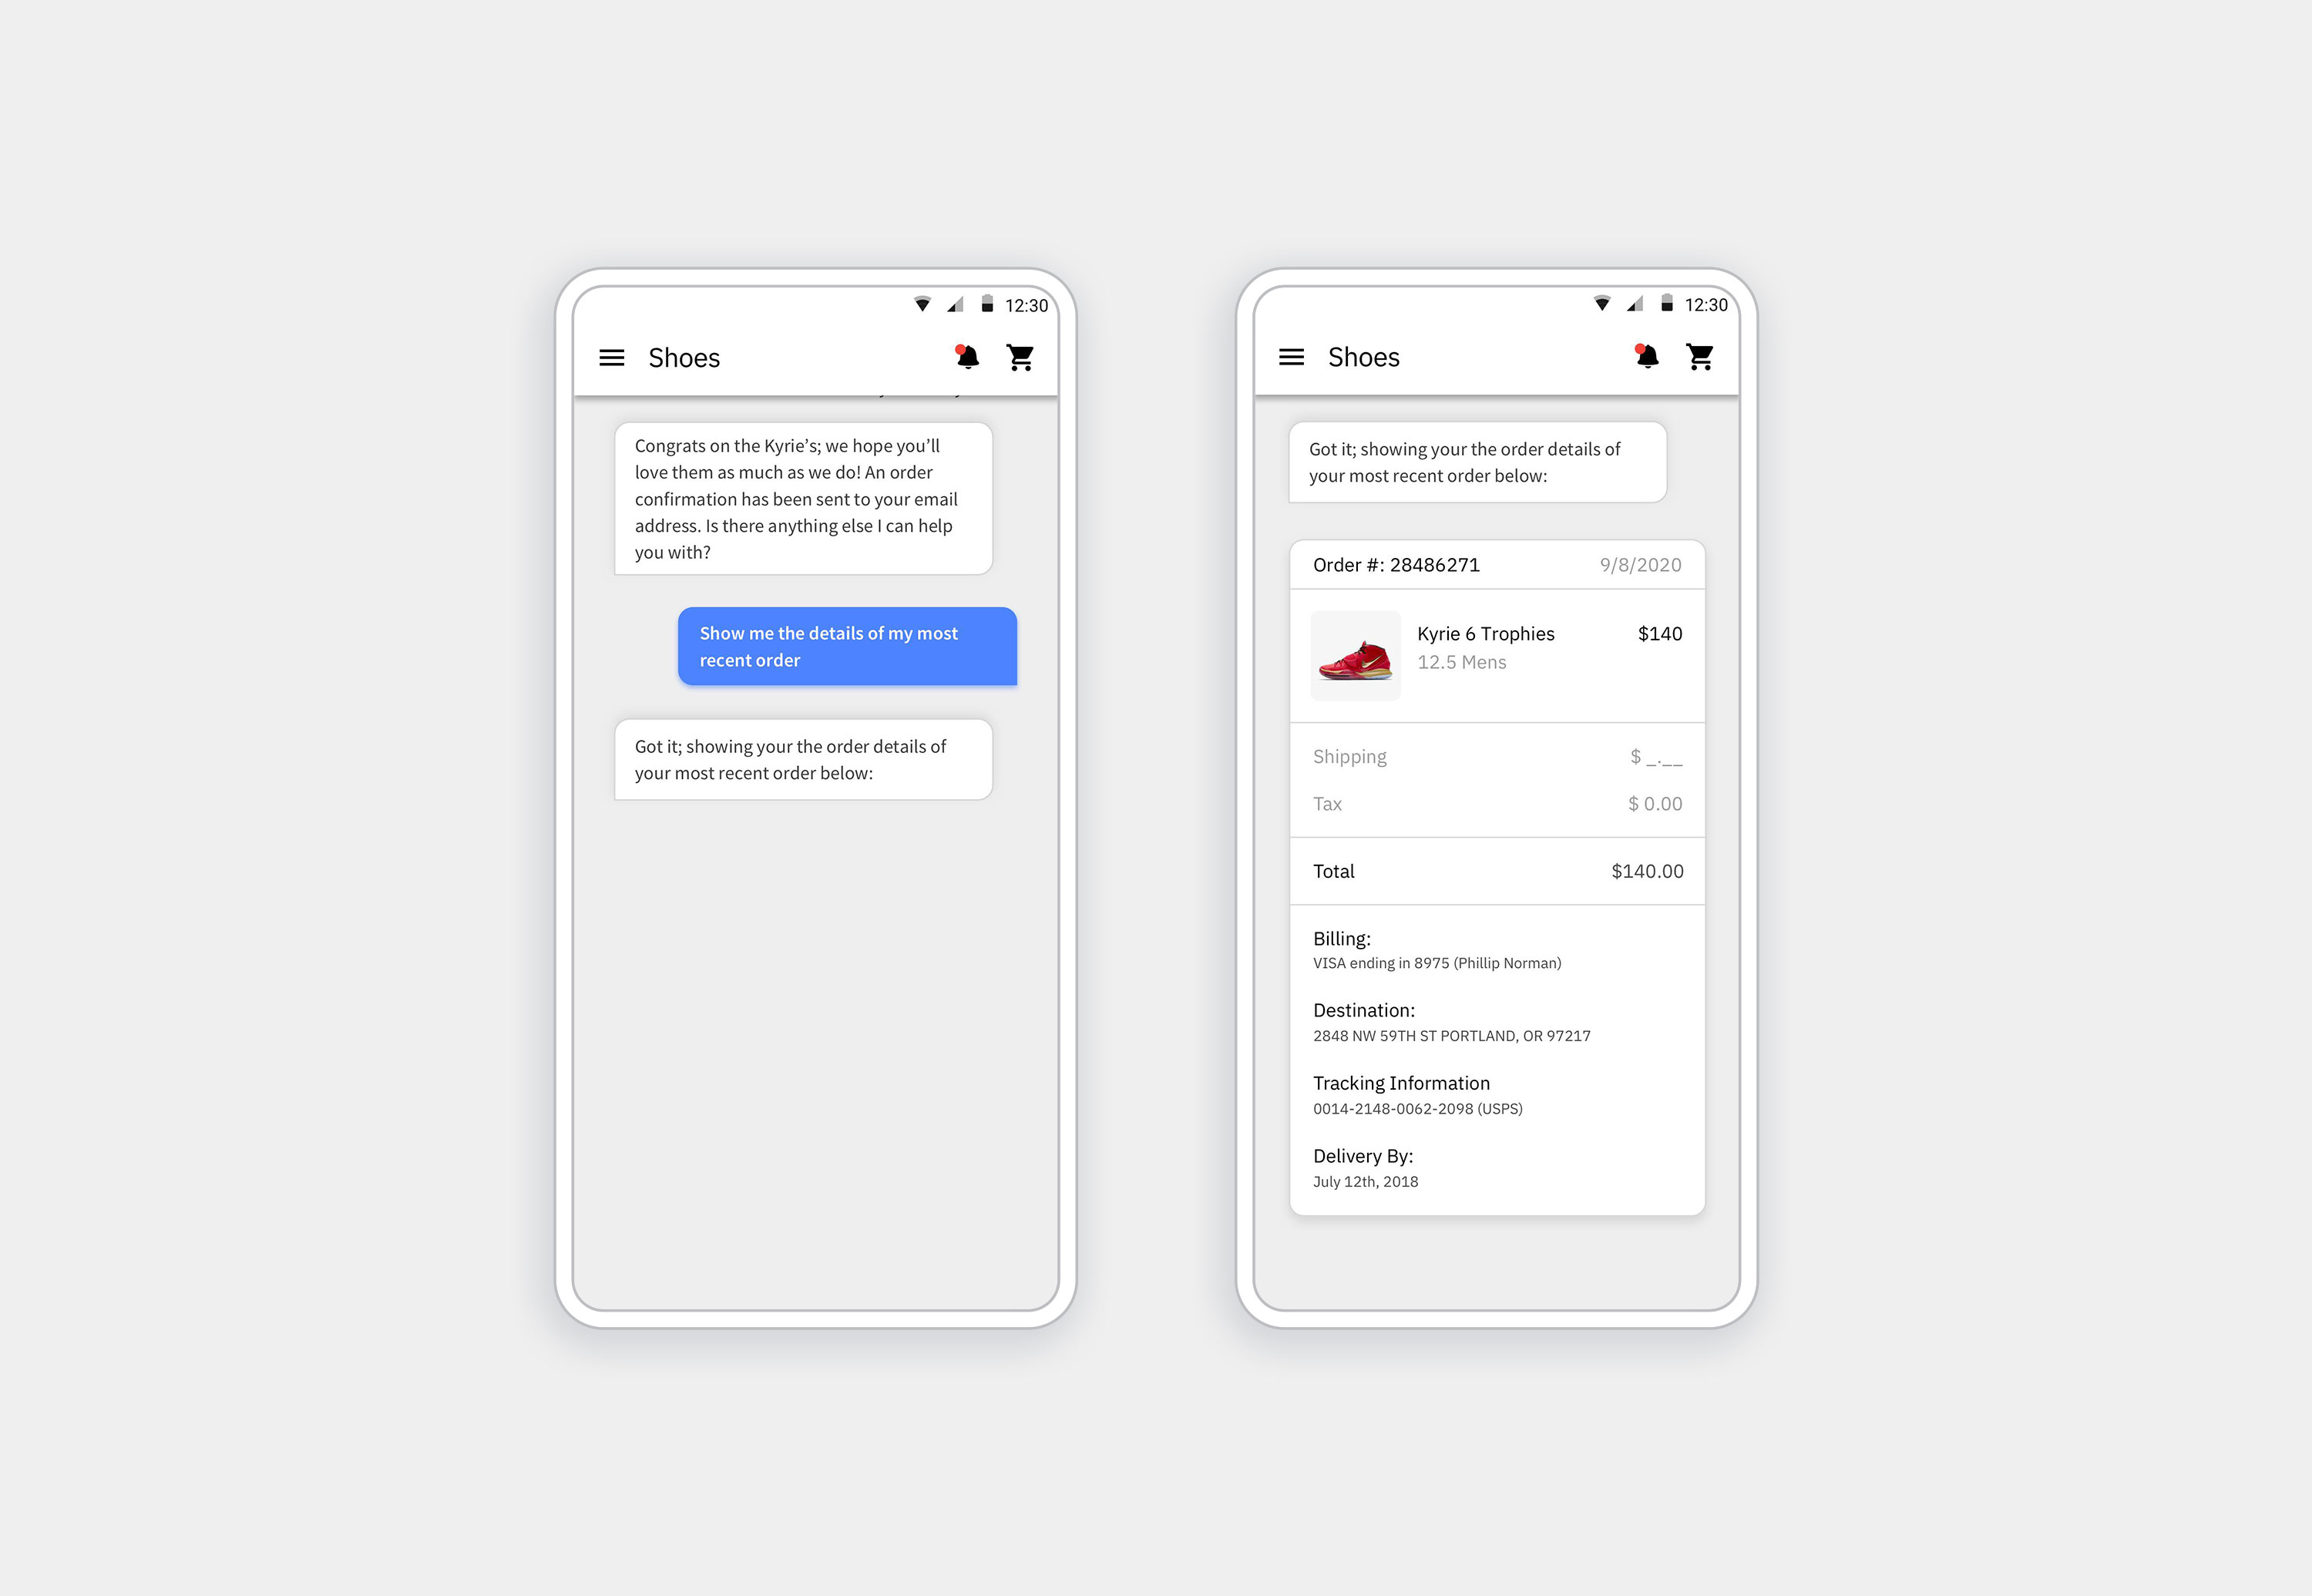 12:30
Shoes
Congrats on the Kyrie’s; we hope you’ll
love them as much as we do! An order
confirmation has been sent to your email
address. Is there anything else I can help
you with?
Show me the details of my most
recent order
Got it; showing your the order details of
your most recent order below:
12:30
Shoes
Got it; showing your the order details of
your most recent order below:
Order #: 28486271 9/8/2020
Kyrie 6 Trophies $140
12.5 Mens
Shipping $ _.__
Tax $ 0.00
Total $140.00
Billing:
VISA ending in 8975 (Phillip Norman)
Destination:
2848 NW 59TH ST PORTLAND, OR 97217
Tracking Information
0014-2148-0062-2098 (USPS)
Delivery By:
July 12th, 2018